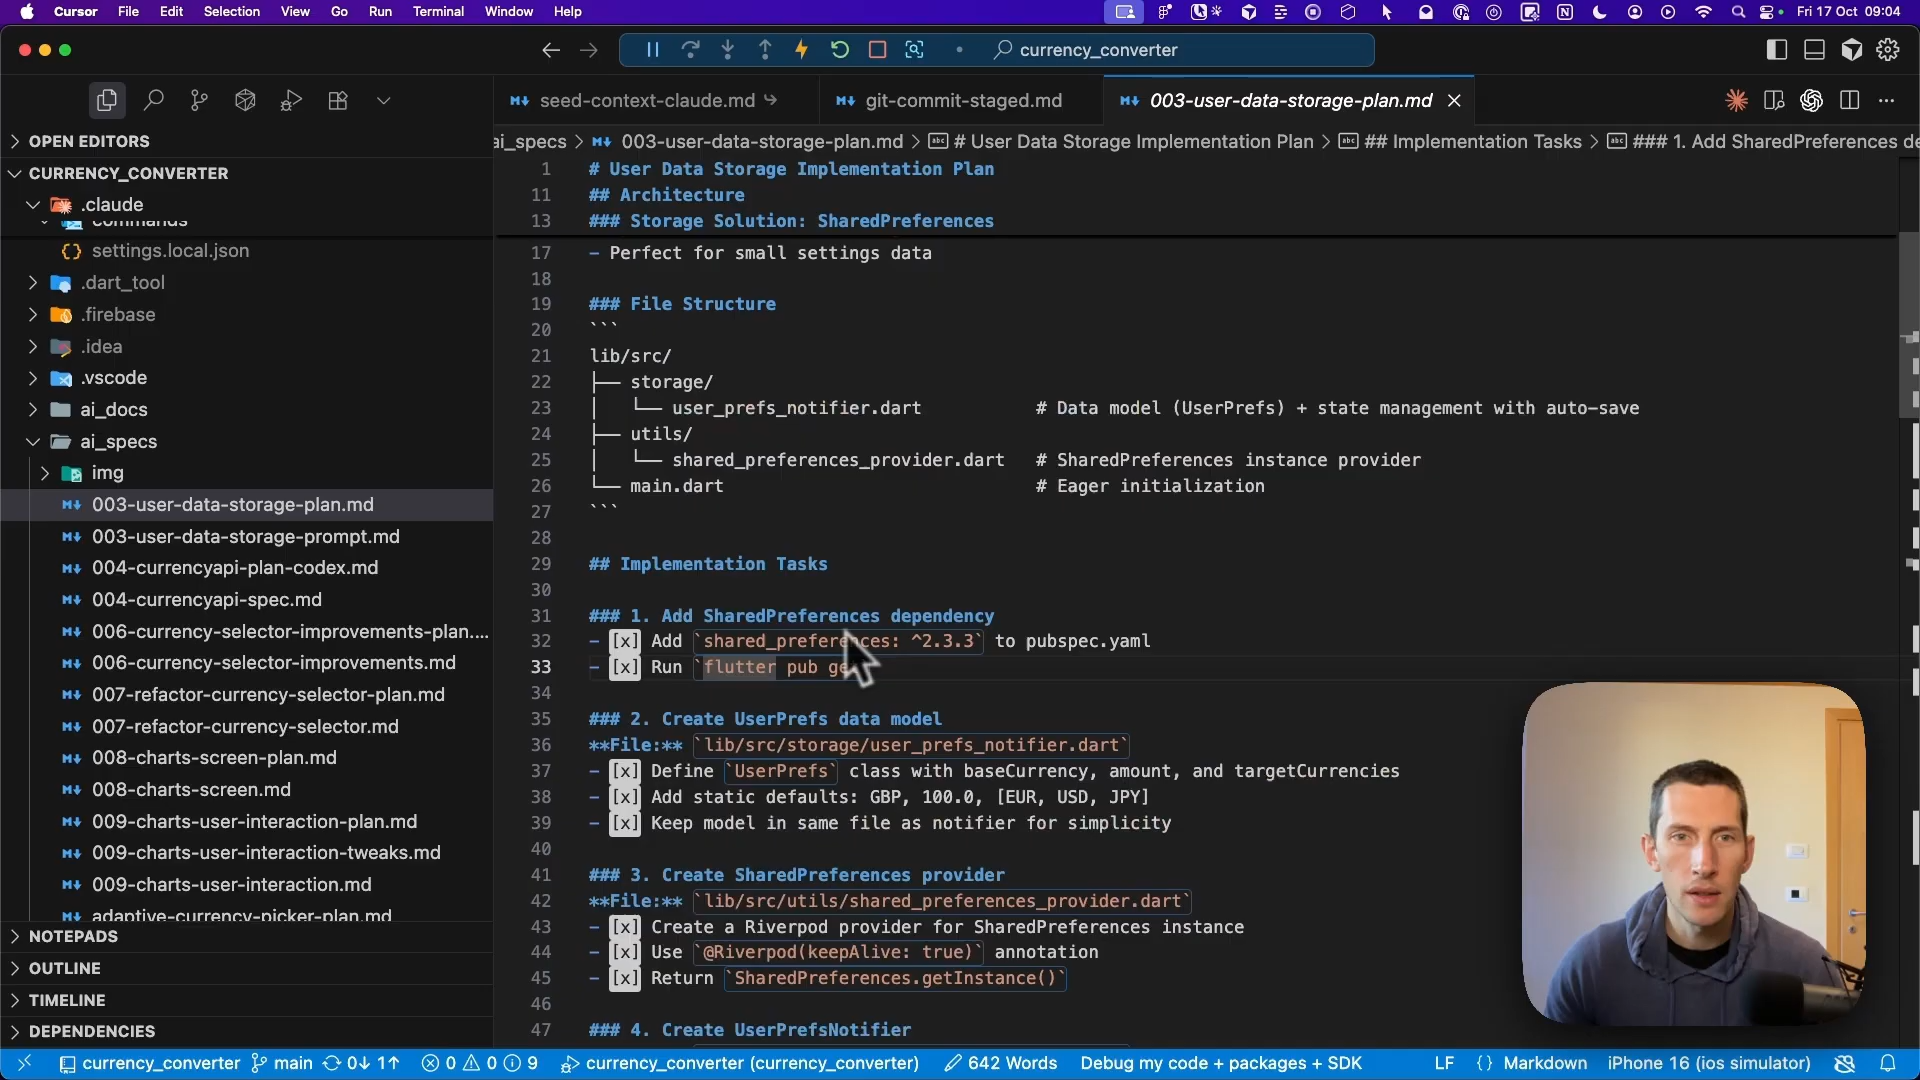 Cursor File Edit Selection View Go Run Terminal Window Help Fri 17 Oct 09:04
currency_converter
seed-context-claude.md
git-commit-staged.md
003-user-data-storage-plan.md
ai_specs > 003-user-data-storage-plan.md > # User Data Storage Implementation Plan > ## Implementation Tasks > ### 1. Add SharedPreferences de
OPEN EDITORS
CURRENCY_CONVERTER
.claude
commands
settings.local.json
.dart_tool
.firebase
.idea
.vscode
ai_docs
ai_specs
img
003-user-data-storage-plan.md
003-user-data-storage-prompt.md
004-currencyapi-plan-codex.md
004-currencyapi-spec.md
006-currency-selector-improvements-plan....
006-currency-selector-improvements.md
007-refactor-currency-selector-plan.md
007-refactor-currency-selector.md
008-charts-screen-plan.md
008-charts-screen.md
009-charts-user-interaction-plan.md
009-charts-user-interaction-tweaks.md
009-charts-user-interaction.md
adaptive-currency-picker-plan.md
NOTEPADS
OUTLINE
TIMELINE
DEPENDENCIES
1 # User Data Storage Implementation Plan
11 ## Architecture
13 ### Storage Solution: SharedPreferences
17 - Perfect for small settings data
18
19 ### File Structure
20 ```
21 lib/src/
22 ├── storage/
23 │   └── user_prefs_notifier.dart # Data model (UserPrefs) + state management with auto-save
24 ├── utils/
25 │   └── shared_preferences_provider.dart # SharedPreferences instance provider
26 └── main.dart # Eager initialization
27 ```
28
29 ## Implementation Tasks
30
31 ### 1. Add SharedPreferences dependency
32 - [x] Add `shared_preferences: ^2.3.3` to pubspec.yaml
33 - [x] Run `flutter pub ge
34
35 ### 2. Create UserPrefs data model
36 **File:** `lib/src/storage/user_prefs_notifier.dart`
37 - [x] Define `UserPrefs` class with baseCurrency, amount, and targetCurrencies
38 - [x] Add static defaults: GBP, 100.0, [EUR, USD, JPY]
39 - [x] Keep model in same file as notifier for simplicity
40
41 ### 3. Create SharedPreferences provider
42 **File:** `lib/src/utils/shared_preferences_provider.dart`
43 - [x] Create a Riverpod provider for SharedPreferences instance
44 - [x] Use `@Riverpod(keepAlive: true)` annotation
45 - [x] Return `SharedPreferences.getInstance()`
46
47 ### 4. Create UserPrefsNotifier
currency_converter main 0↓ 1↑ 0 0 9 currency_converter (currency_converter) 642 Words Debug my code + packages + SDK LF {} Markdown iPhone 16 (ios simulator)